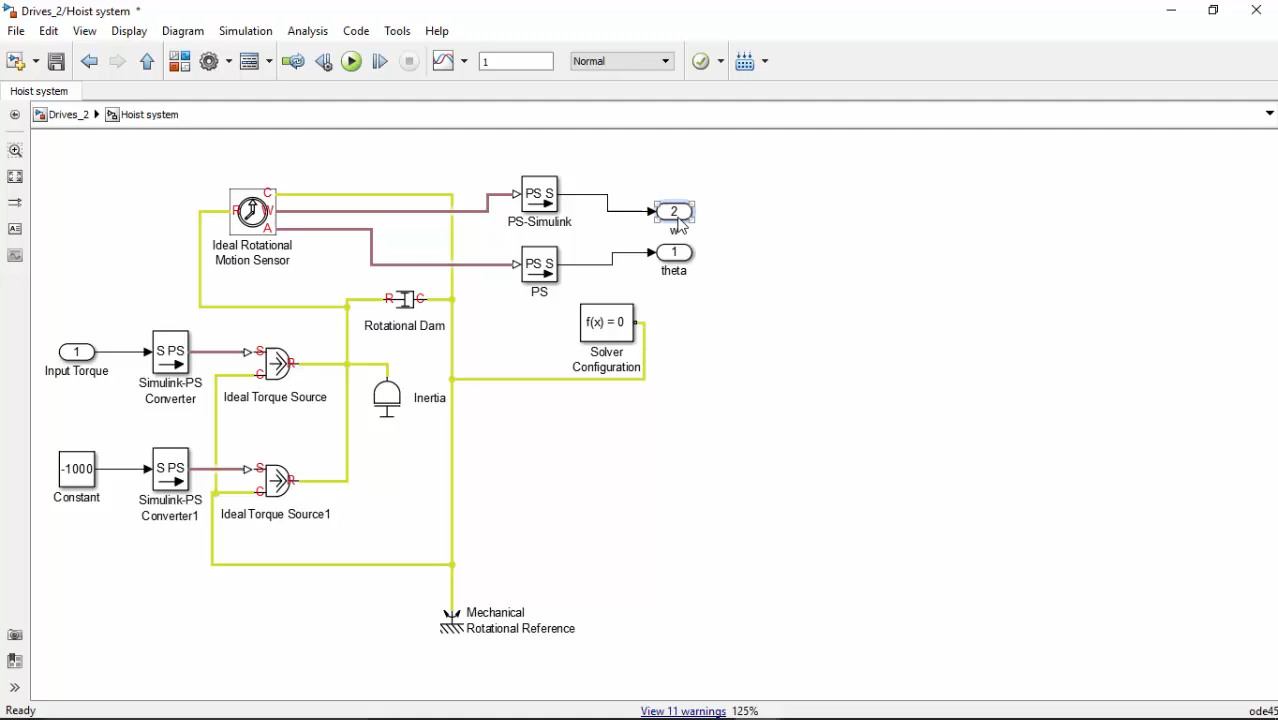 Drives_2/Hoist system *
File Edit View Display Diagram Simulation Analysis Code Tools Help
1
Normal
Hoist system
Drives_2 Hoist system
C
R W
A
Ideal Rotational
Motion Sensor
PS S
PS-Simulink
2
w
PS S
PS
1
theta
R C
Rotational Dam
f(x) = 0
Solver
Configuration
1
Input Torque
S PS
Simulink-PS
Converter
S
R
C
Ideal Torque Source
Inertia
-1000
Constant
S PS
Simulink-PS
Converter1
S
R
C
Ideal Torque Source1
Mechanical
Rotational Reference
Ready
View 11 warnings 125%
ode45